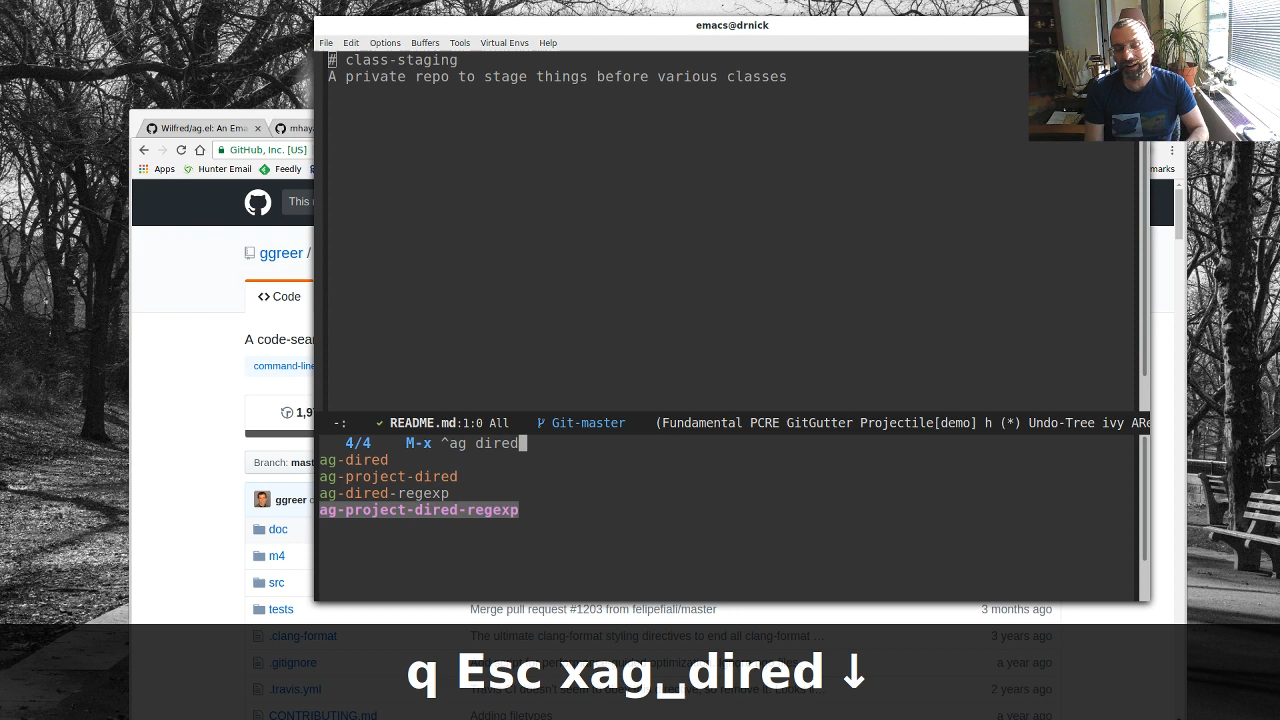 emacs@drnick
File Edit Options Buffers Tools Virtual Envs Help
# class-staging
A private repo to stage things before various classes
Wilfred/ag.el: An Ema
mhay
GitHub, Inc. [US]
Apps Hunter Email Feedly
marks
This
ggreer /
Code
A code-sear
command-line
1,9
Branch: mast
ggreer
doc
m4
src
tests Merge pull request #1203 from felipefiali/master 3 months ago
-: README.md:1:0 All Git-master (Fundamental PCRE GitGutter Projectile[demo] h (*) Undo-Tree ivy ARe
4/4 M-x ^ag dired
ag-dired
ag-project-dired
ag-dired-regexp
ag-project-dired-regexp
.clang-format The ultimate clang-format styling directives to end all clang-format … 3 years ago
.gitignore a year ago
.travis.yml 2 years ago
CONTRIBUTING.md Adding filetypes a year ago
q Esc xag␣dired ↓